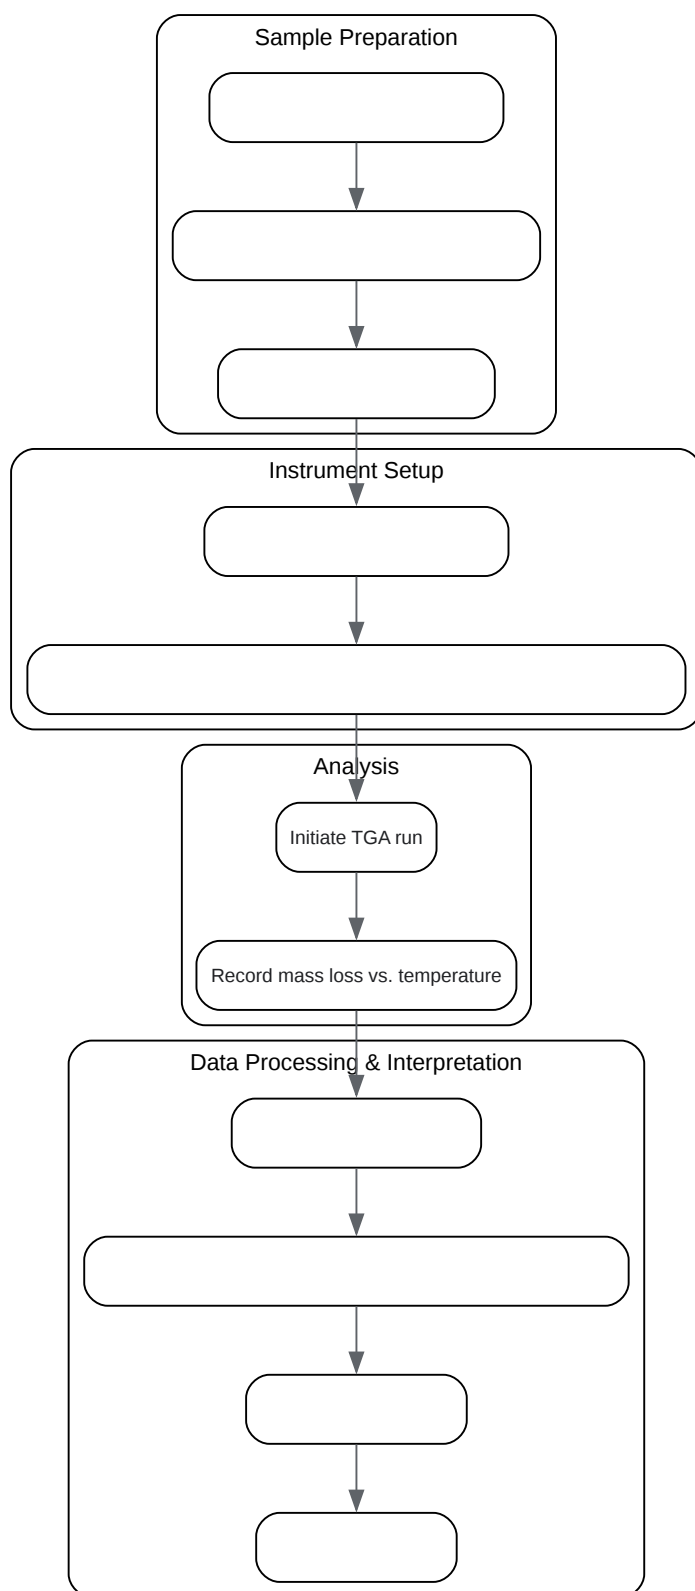 Sample Preparation
Instrument Setup
Analysis
Initiate TGA run
Record mass loss vs. temperature
Data Processing & Interpretation